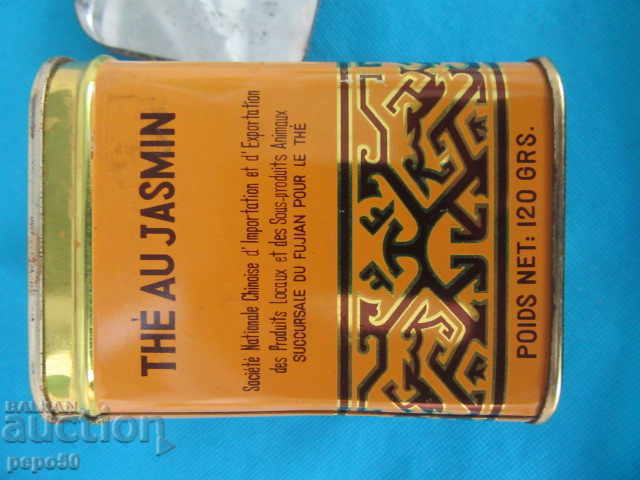 THÉ AU JASMIN
Société Nationale Chinoise d'Importation et d'Exportation
des Produits Locaux et des Sous-produits Animaux
SUCCURSALE DU FUJIAN POUR LE THÉ
POIDS NET: 120 GRS.
BALKAN
auction
pepo50